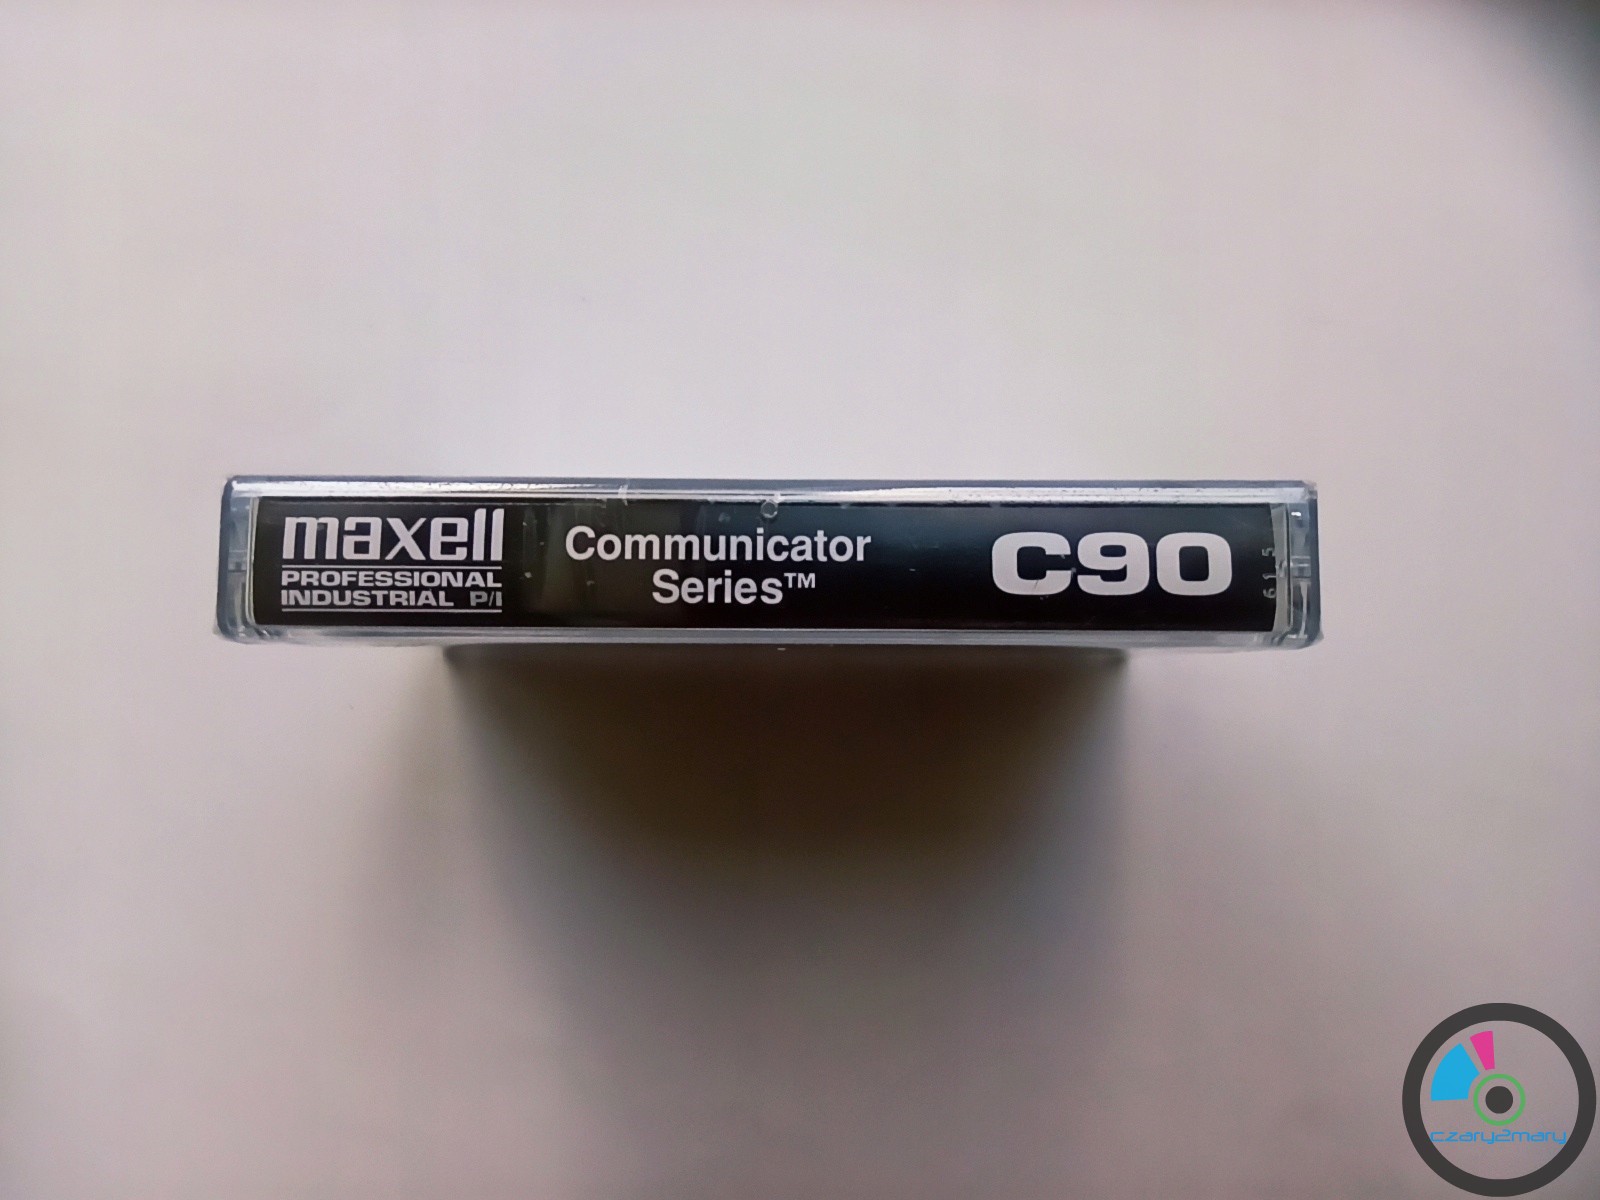 maxell
PROFESSIONAL
INDUSTRIAL P/I
Communicator
Series™
C90
czary2mary